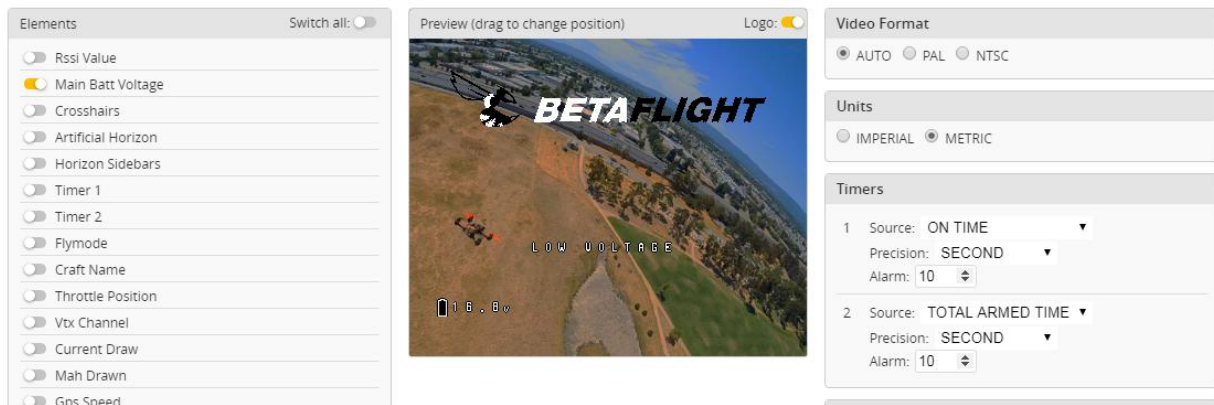 Elements
Switch all:
Rssi Value
Main Batt Voltage
Crosshairs
Artificial Horizon
Horizon Sidebars
Timer 1
Timer 2
Flymode
Craft Name
Throttle Position
Vtx Channel
Current Draw
Mah Drawn
Gps Speed
Preview (drag to change position)
Logo:
BETAFLIGHT
LOW VOLTAGE
16.8v
Video Format
AUTO PAL NTSC
Units
IMPERIAL METRIC
Timers
1 Source: ON TIME
Precision: SECOND
Alarm: 10
2 Source: TOTAL ARMED TIME
Precision: SECOND
Alarm: 10